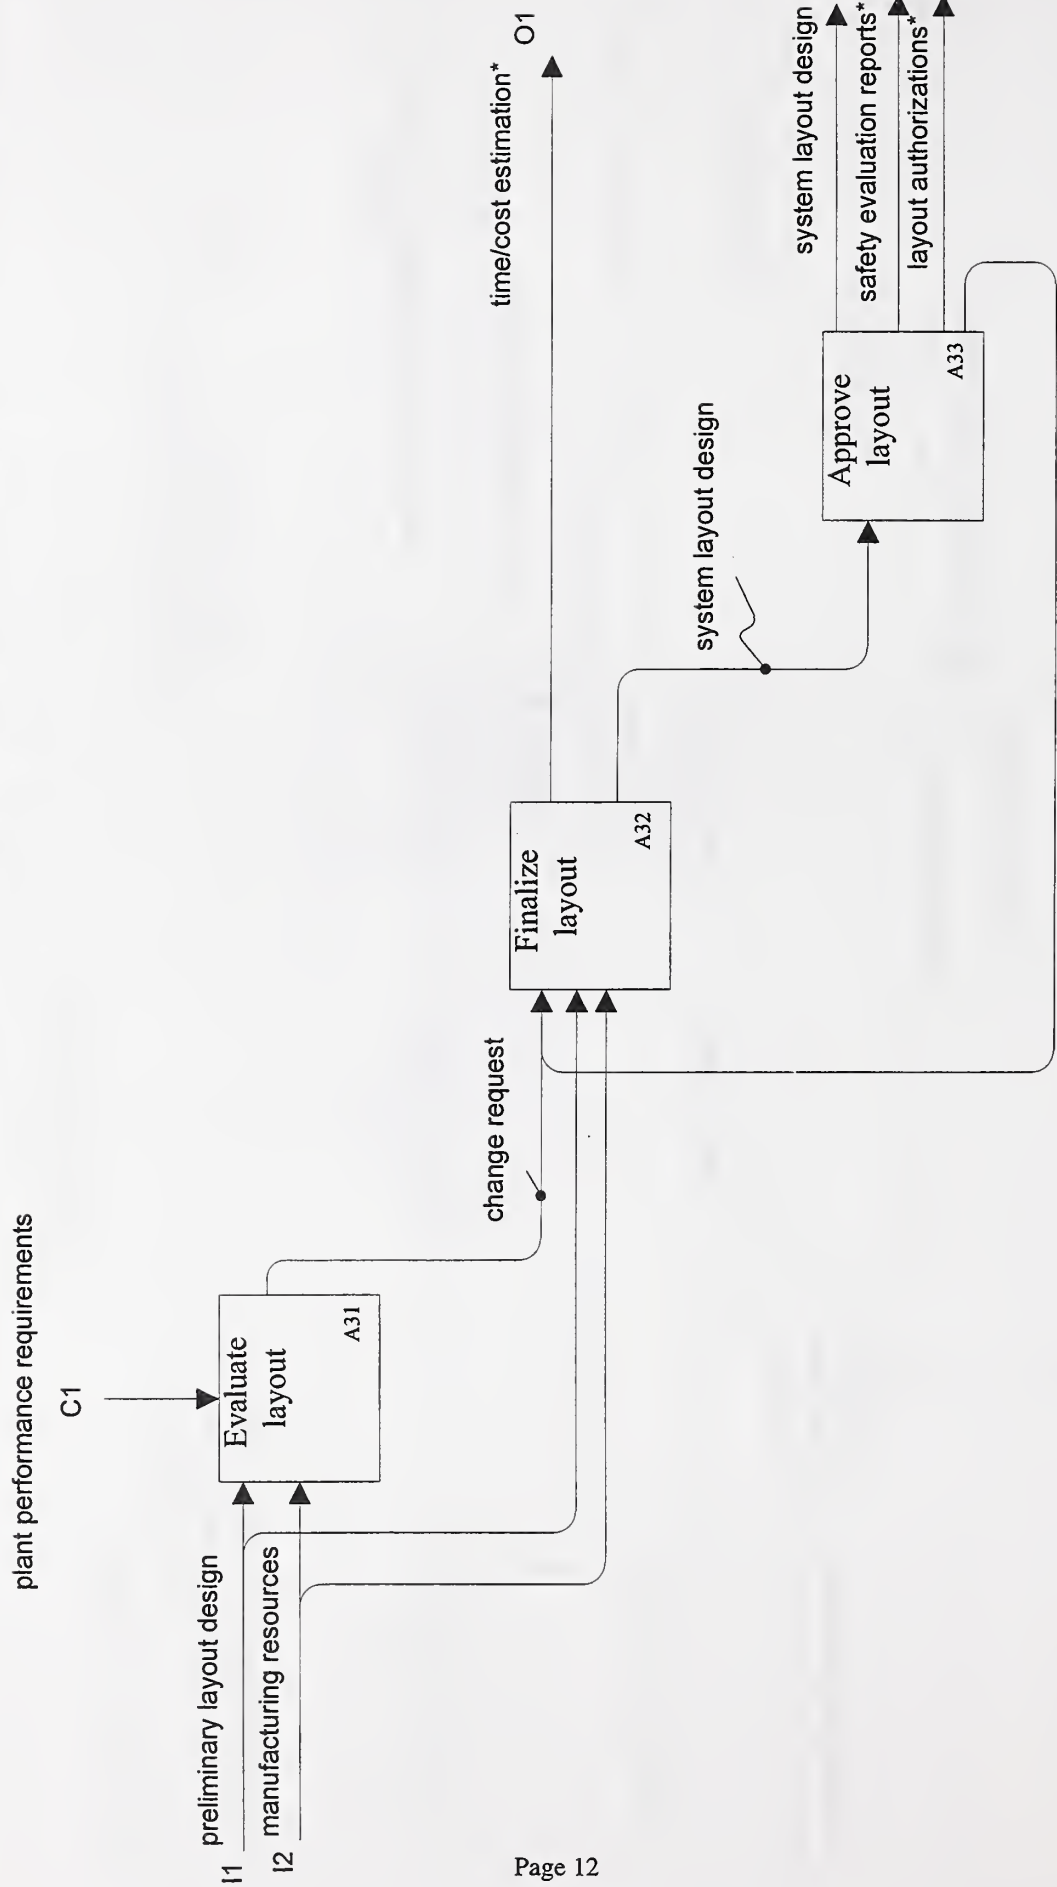 plant performance requirements
C1
I1
preliminary layout design
I2
manufacturing resources
Evaluate
layout
A31
change request
Finalize
layout
A32
time/cost estimation*
O1
system layout design
Approve
layout
A33
system layout design
safety evaluation reports*
layout authorizations*
Page 12